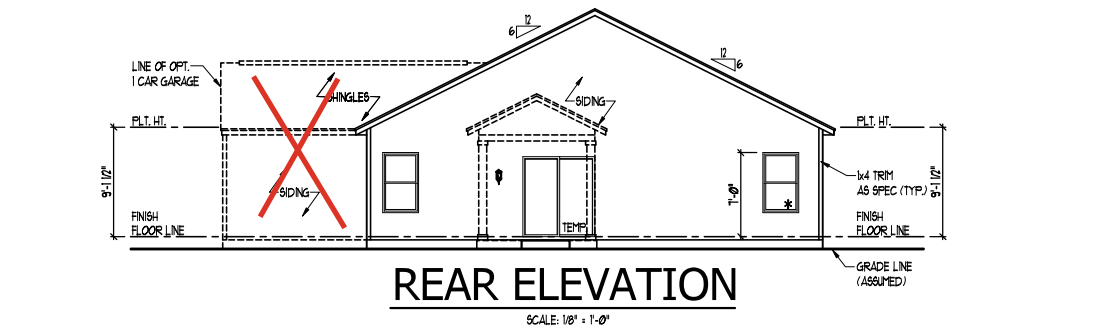 12
6
12
6
LINE OF OPT.
1 CAR GARAGE
SHINGLES
SIDING
PLT. HT.
PLT. HT.
9'-1 1/2"
1x4 TRIM
AS SPEC (TYP.)
9'-1 1/2"
7'-0"
SIDING
*
FINISH
FLOOR LINE
TEMP.
FINISH
FLOOR LINE
GRADE LINE
(ASSUMED)
REAR ELEVATION
SCALE: 1/8" = 1'-0"